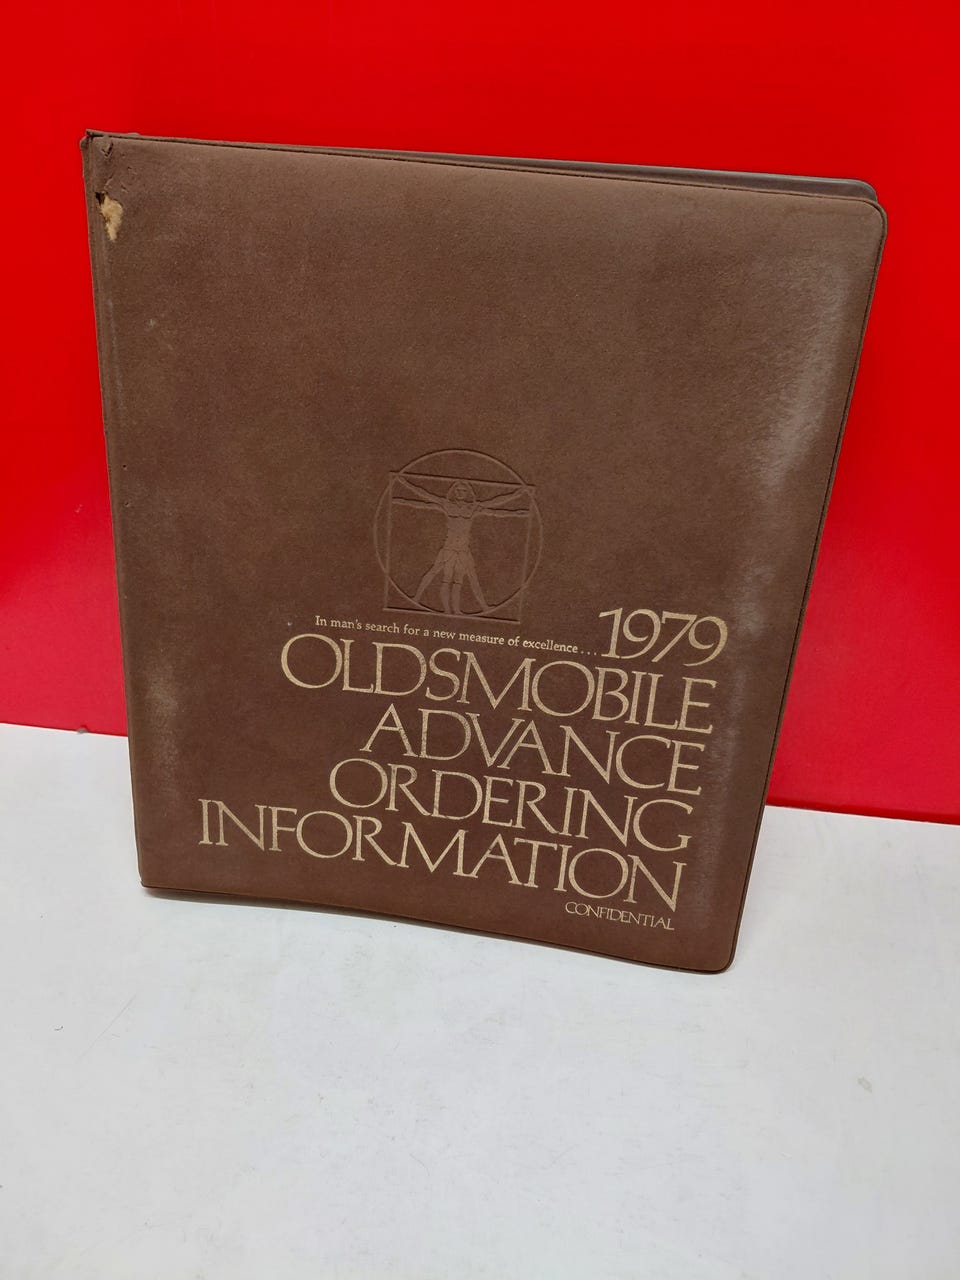 In man's search for a new measure of excellence... 1979
OLDSMOBILE
ADVANCE
ORDERING
INFORMATION
CONFIDENTIAL